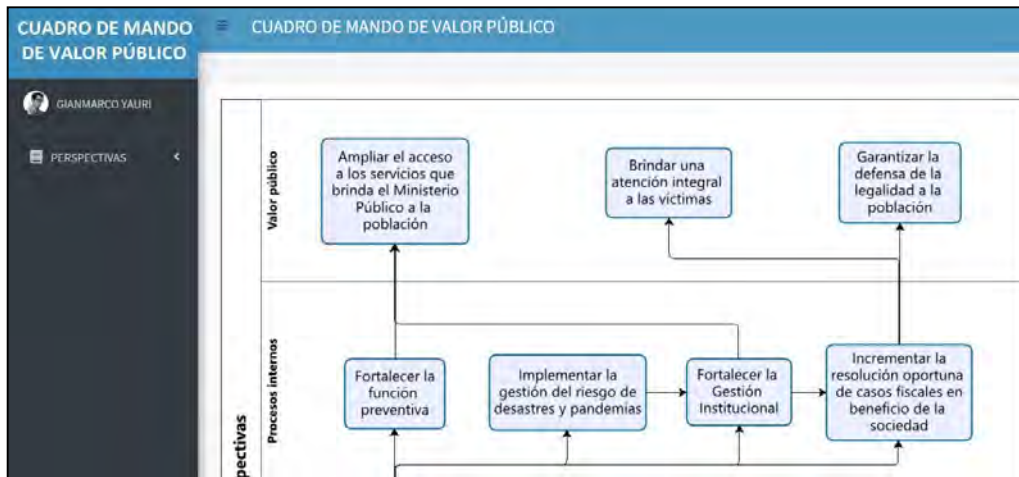 CUADRO DE MANDO
DE VALOR PÚBLICO
CUADRO DE MANDO DE VALOR PÚBLICO
GIANMARCO YAURI
PERSPECTIVAS
Valor público
Ampliar el acceso
a los servicios que
brinda el Ministerio
Público a la
población
Brindar una
atención integral
a las víctimas
Garantizar la
defensa de la
legalidad a la
población
Procesos internos
Fortalecer la
función
preventiva
Implementar la
gestión del riesgo de
desastres y pandemias
Fortalecer la
Gestión
Institucional
Incrementar la
resolución oportuna
de casos fiscales en
beneficio de la
sociedad
pectivas